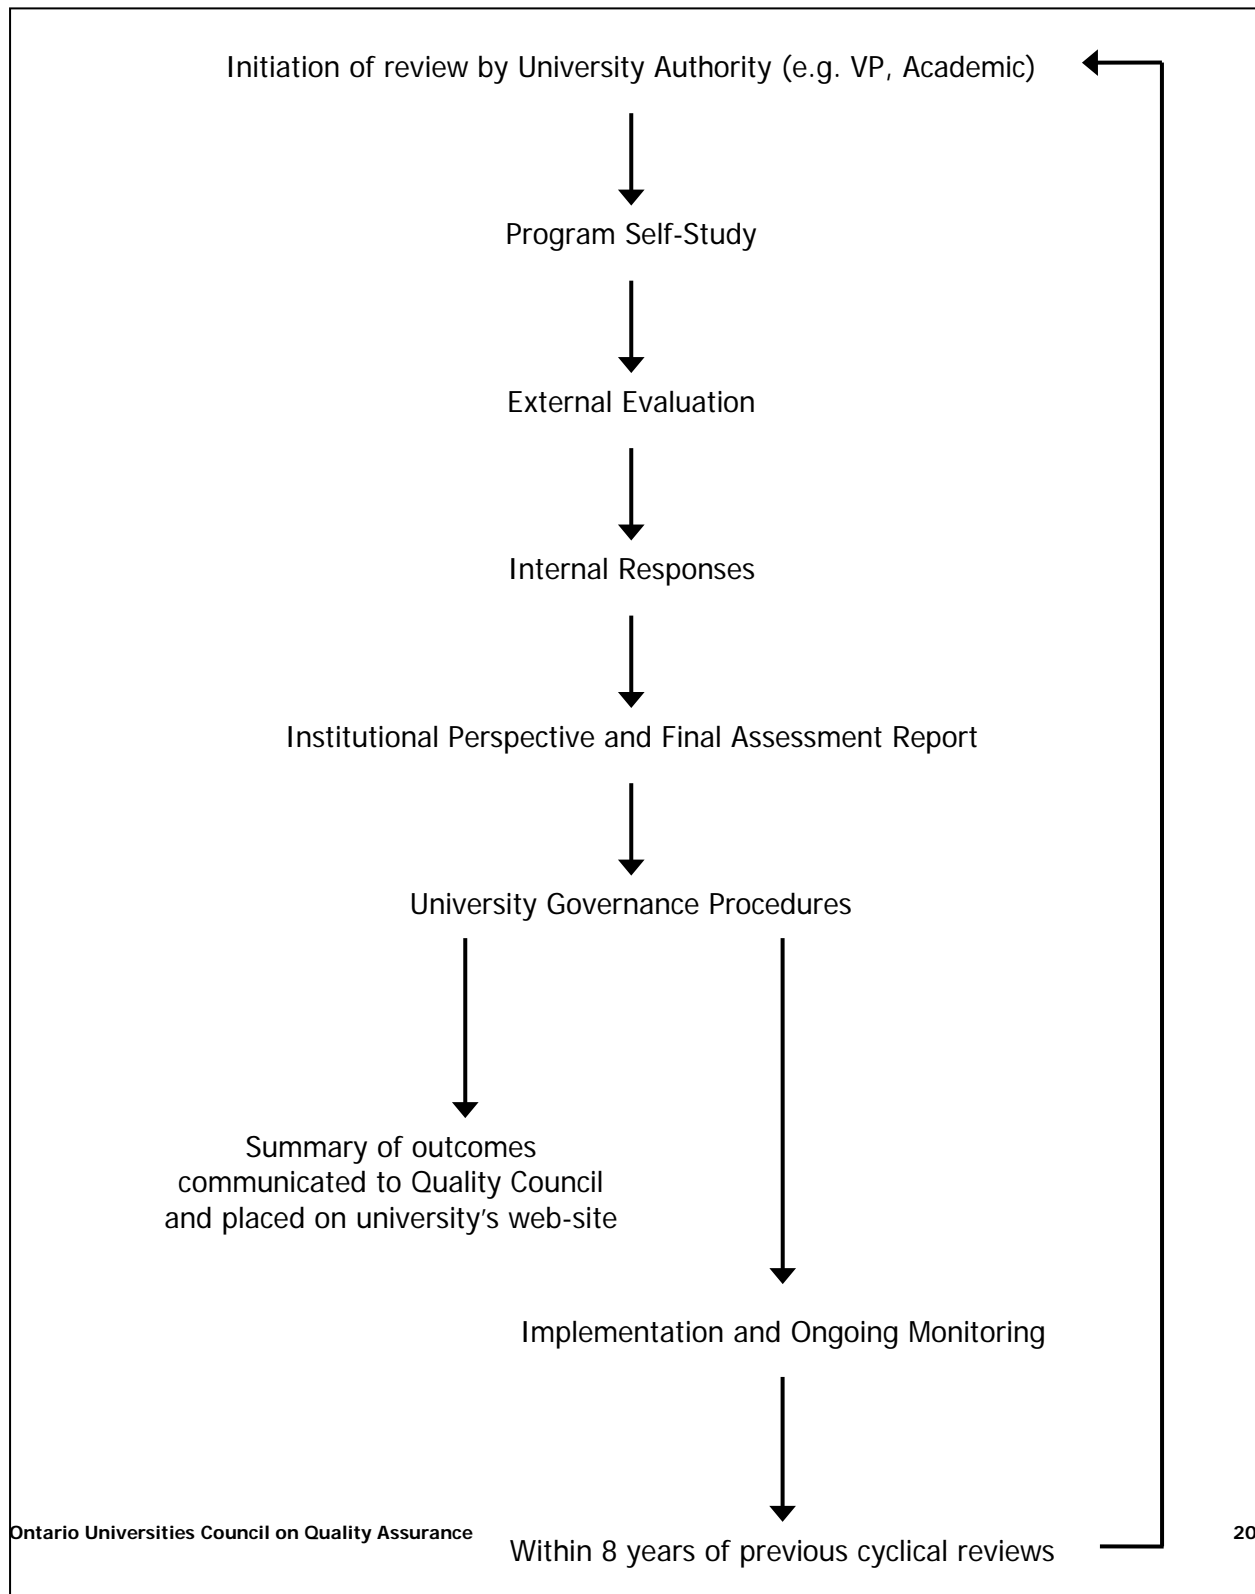 Initiation of review by University Authority (e.g. VP, Academic)
Program Self-Study
External Evaluation
Internal Responses
Institutional Perspective and Final Assessment Report
University Governance Procedures
Summary of outcomes
communicated to Quality Council
and placed on university's web-site
Implementation and Ongoing Monitoring
Within 8 years of previous cyclical reviews
Ontario Universities Council on Quality Assurance
20